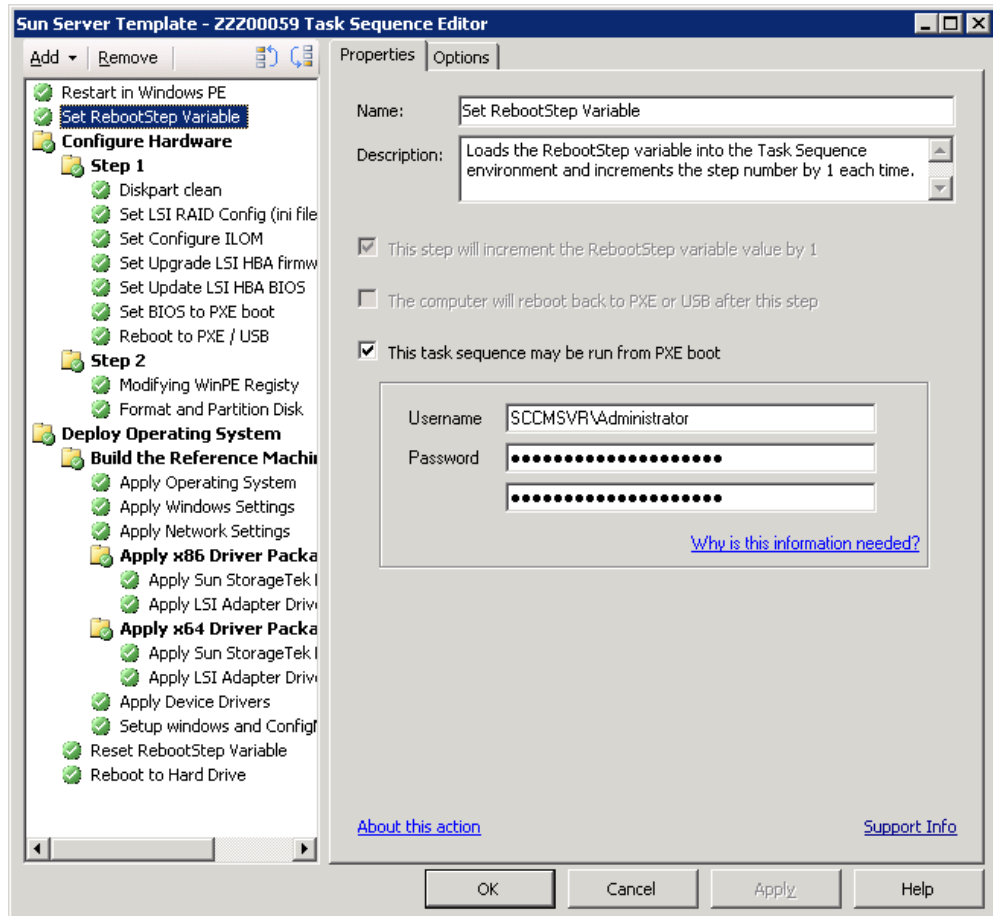 Sun Server Template - ZZZ00059 Task Sequence Editor
Add Remove
Restart in Windows PE
Set RebootStep Variable
Configure Hardware
Step 1
Diskpart clean
Set LSI RAID Config (ini file
Set Configure ILOM
Set Upgrade LSI HBA firmw
Set Update LSI HBA BIOS
Set BIOS to PXE boot
Reboot to PXE / USB
Step 2
Modifying WinPE Registy
Format and Partition Disk
Deploy Operating System
Build the Reference Machin
Apply Operating System
Apply Windows Settings
Apply Network Settings
Apply x86 Driver Packa
Apply Sun StorageTek
Apply LSI Adapter Driv
Apply x64 Driver Packa
Apply Sun StorageTek
Apply LSI Adapter Driv
Apply Device Drivers
Setup windows and Config
Reset RebootStep Variable
Reboot to Hard Drive
Properties Options
Name: Set RebootStep Variable
Description: Loads the RebootStep variable into the Task Sequence
environment and increments the step number by 1 each time.
This step will increment the RebootStep variable value by 1
The computer will reboot back to PXE or USB after this step
This task sequence may be run from PXE boot
Username SCCMSVR\Administrator
Password ●●●●●●●●●●●●●●●●●●●●
●●●●●●●●●●●●●●●●●●●●
Why is this information needed?
About this action Support Info
OK Cancel Apply Help